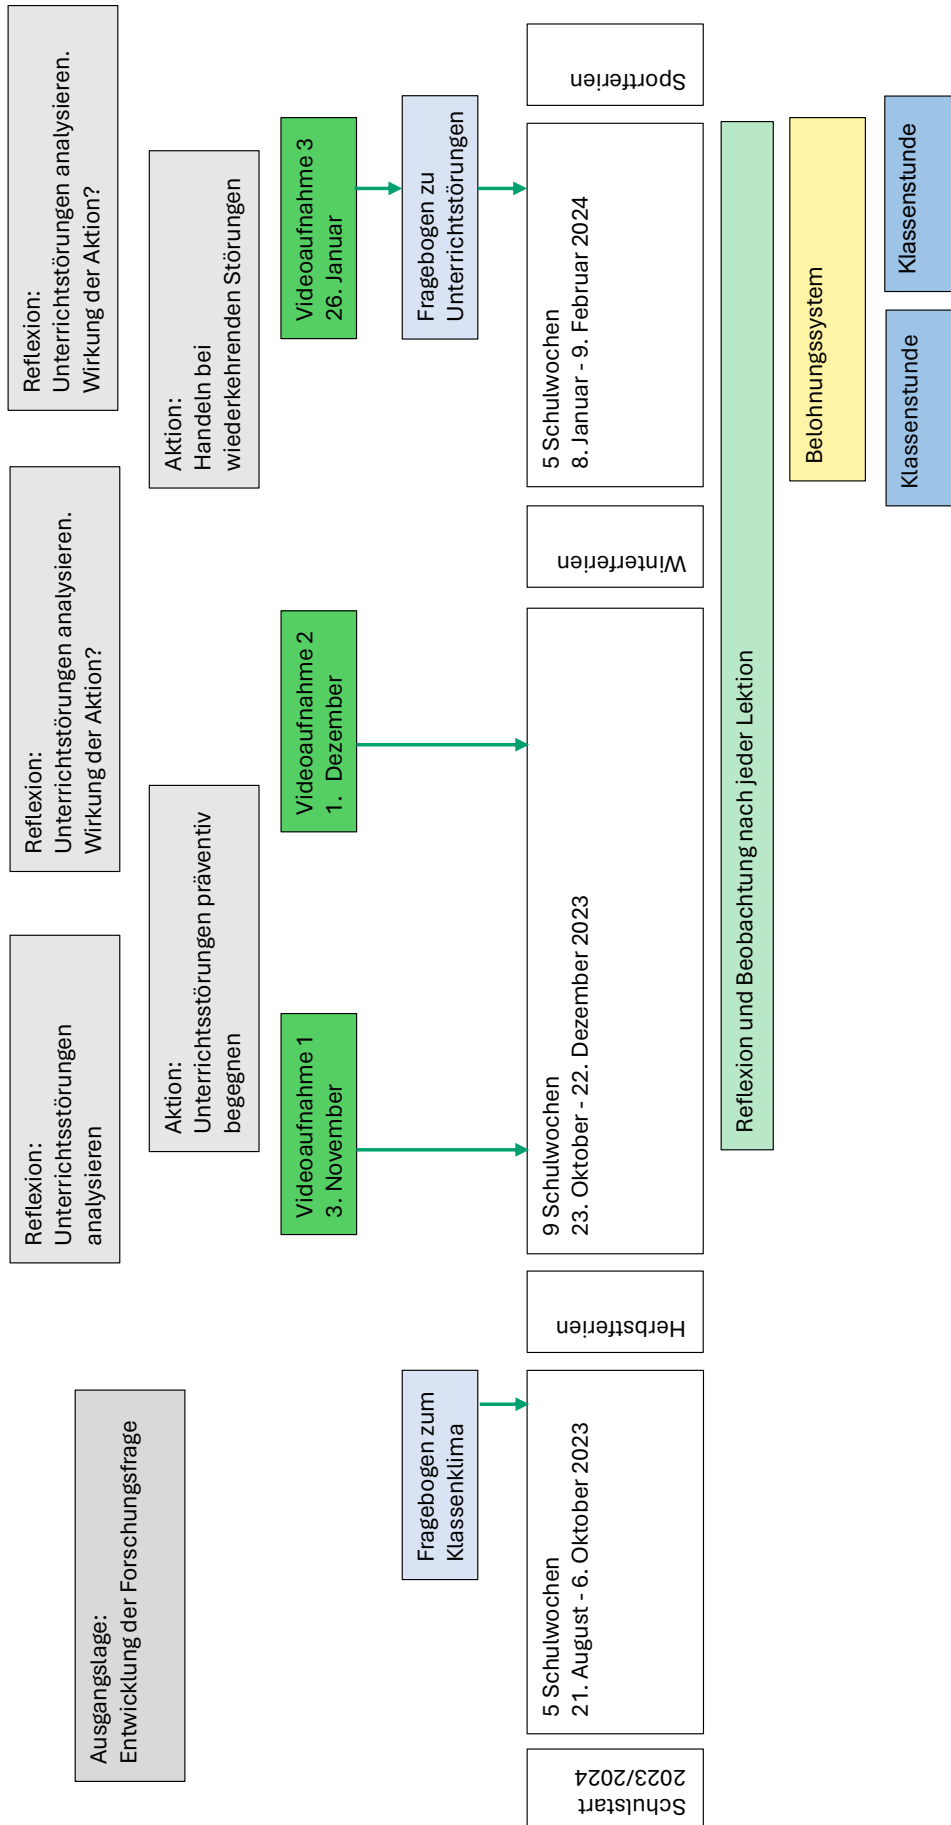 Ausgangslage:
Entwicklung der Forschungsfrage
Reflexion:
Unterrichtsstörungen
analysieren
Reflexion:
Unterrichtstörungen analysieren.
Wirkung der Aktion?
Reflexion:
Unterrichtstörungen analysieren.
Wirkung der Aktion?
Aktion:
Unterrichtsstörungen präventiv
begegnen
Aktion:
Handeln bei
wiederkehrenden Störungen
Videoaufnahme 1
3. November
Videoaufnahme 2
1. Dezember
Videoaufnahme 3
26. Januar
Fragebogen zum
Klassenklima
Fragebogen zu
Unterrichtstörungen
Schulstart
2023/2024
5 Schulwochen
21. August - 6. Oktober 2023
Herbstferien
9 Schulwochen
23. Oktober - 22. Dezember 2023
Winterferien
5 Schulwochen
8. Januar - 9. Februar 2024
Sportferien
Reflexion und Beobachtung nach jeder Lektion
Belohnungssystem
Klassenstunde
Klassenstunde